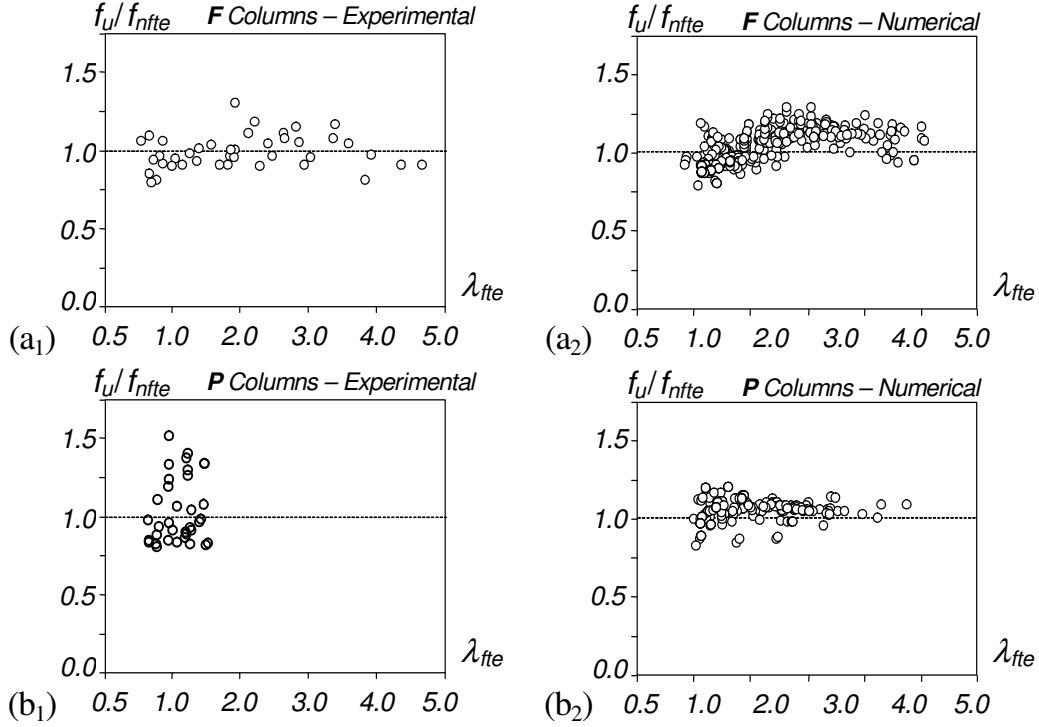 f_u/f_nfte F Columns – Experimental
1.5
1.0
0.5
0.0
λ_fte
0.5 1.0 2.0 3.0 4.0 5.0
(a₁)
f_u/f_nfte F Columns – Numerical
1.5
1.0
0.5
0.0
λ_fte
0.5 1.0 2.0 3.0 4.0 5.0
(a₂)
f_u/f_nfte P Columns – Experimental
1.5
1.0
0.5
0.0
λ_fte
0.5 1.0 2.0 3.0 4.0 5.0
(b₁)
f_u/f_nfte P Columns – Numerical
1.5
1.0
0.5
0.0
λ_fte
0.5 1.0 2.0 3.0 4.0 5.0
(b₂)